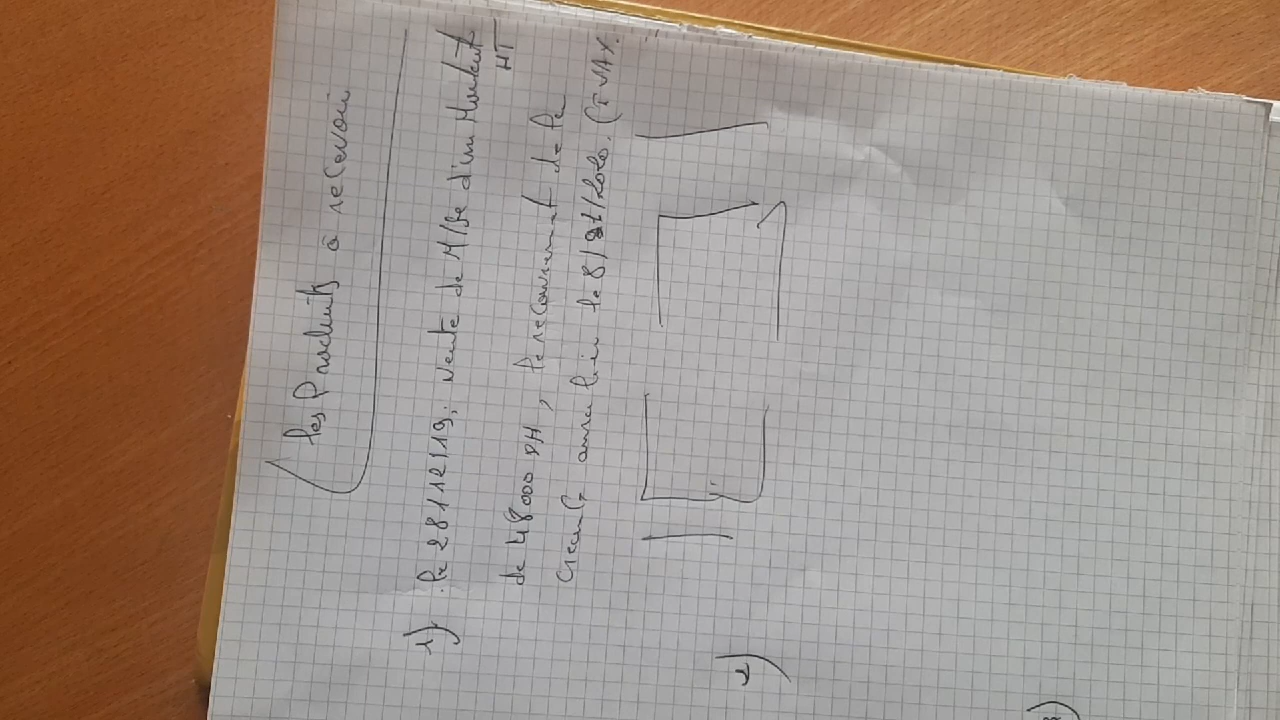 Les Produits à recevoir
1) le 28/12/19; Vente de M/se d'un Montant HT
de 48000 DH, le recouvrement de la
créance aura lieu le 8/01/2020. (TVA
2)